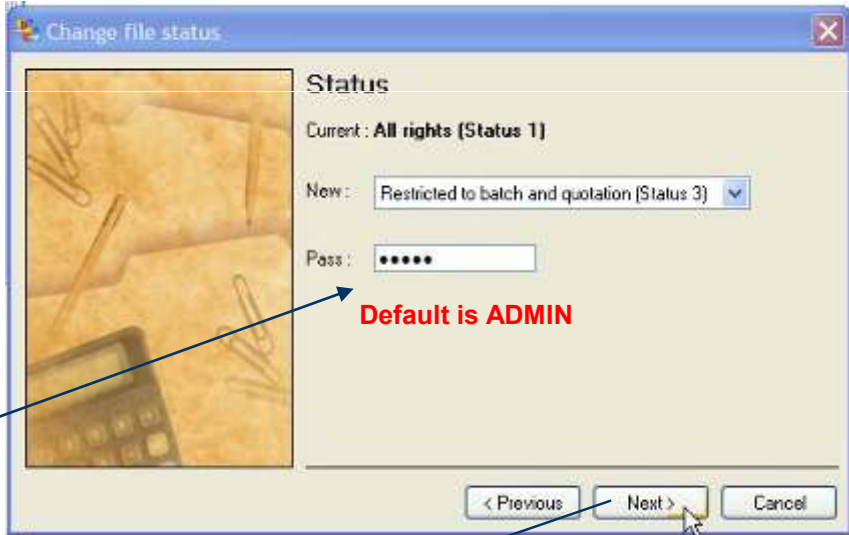 Change file status
Status
Current : All rights (Status 1)
New : Restricted to batch and quotation (Status 3)
Pass : •••••
Default is ADMIN
< Previous Next > Cancel